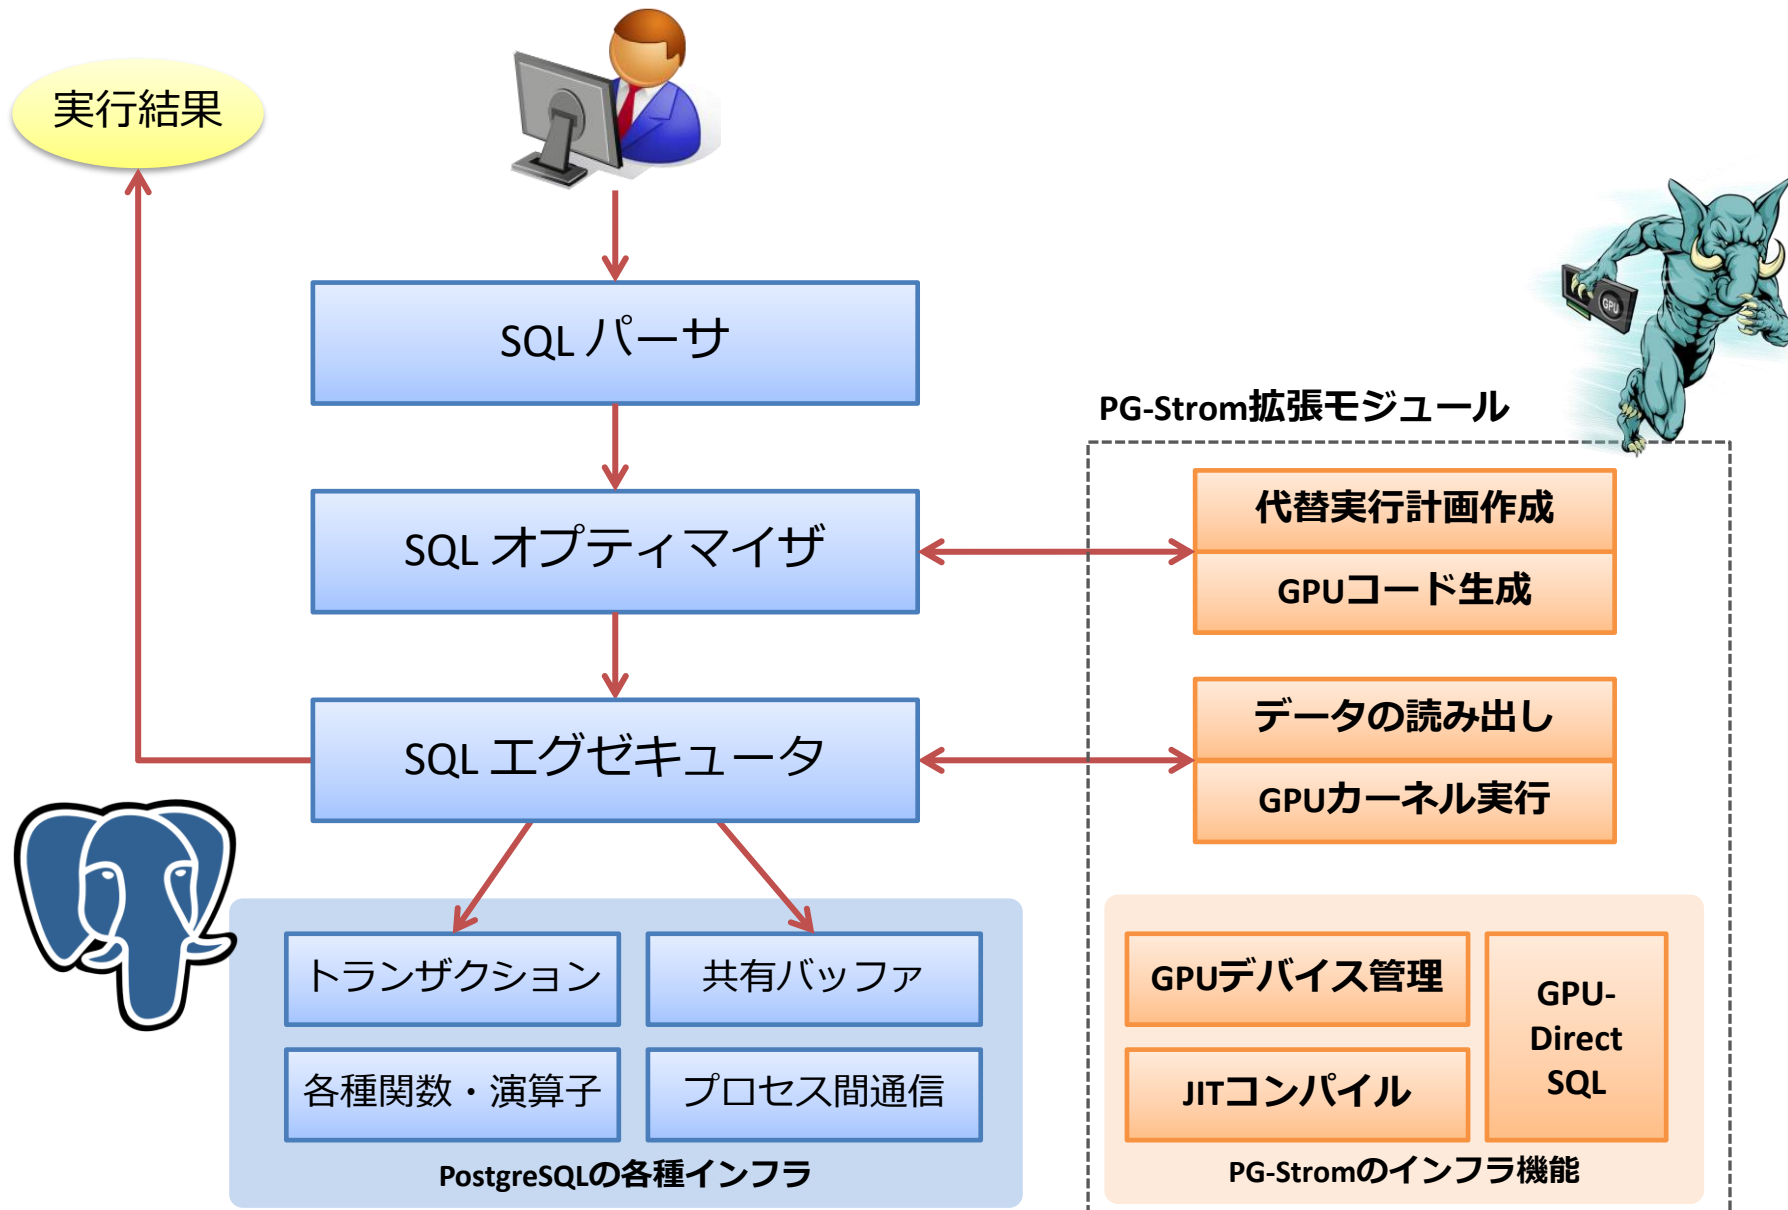 実行結果
SQL パーサ
GPU
PG-Strom拡張モジュール
SQL オプティマイザ
代替実行計画作成
GPUコード生成
SQL エグゼキュータ
データの読み出し
GPUカーネル実行
トランザクション
共有バッファ
各種関数・演算子
プロセス間通信
PostgreSQLの各種インフラ
GPUデバイス管理
JITコンパイル
GPU-
Direct
SQL
PG-Stromのインフラ機能